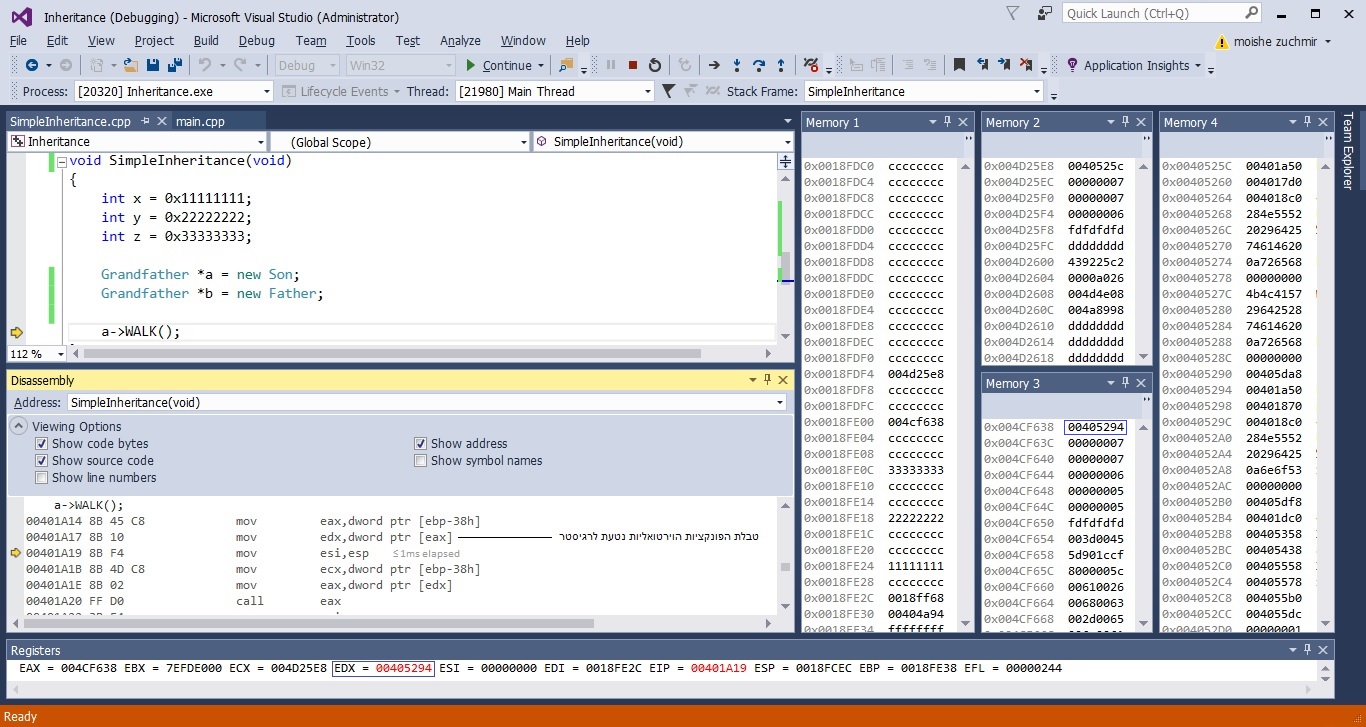 Inheritance (Debugging) - Microsoft Visual Studio (Administrator)
Quick Launch (Ctrl+Q)
File Edit View Project Build Debug Team Tools Test Analyze Window Help
moishe zuchmir
Debug Win32 Continue Application Insights
Process: [20320] Inheritance.exe Lifecycle Events Thread: [21980] Main Thread Stack Frame: SimpleInheritance
SimpleInheritance.cpp main.cpp
Inheritance (Global Scope) SimpleInheritance(void)
void SimpleInheritance(void)
{
int x = 0x11111111;
int y = 0x22222222;
int z = 0x33333333;
Grandfather *a = new Son;
Grandfather *b = new Father;
a->WALK();
112 %
Disassembly
Address: SimpleInheritance(void)
Viewing Options
Show code bytes Show address
Show source code Show symbol names
Show line numbers
a->WALK();
00401A14 8B 45 C8 mov eax,dword ptr [ebp-38h]
00401A17 8B 10 mov edx,dword ptr [eax] טבלת הפונקציות הוירטואליות נטעת לרגיסטר
00401A19 8B F4 mov esi,esp ≤1ms elapsed
00401A1B 8B 4D C8 mov ecx,dword ptr [ebp-38h]
00401A1E 8B 02 mov eax,dword ptr [edx]
00401A20 FF D0 call eax
Memory 1
0x0018FDC0 cccccccc
0x0018FDC4 cccccccc
0x0018FDC8 cccccccc
0x0018FDCC cccccccc
0x0018FDD0 cccccccc
0x0018FDD4 cccccccc
0x0018FDD8 cccccccc
0x0018FDDC cccccccc
0x0018FDE0 cccccccc
0x0018FDE4 cccccccc
0x0018FDE8 cccccccc
0x0018FDEC cccccccc
0x0018FDF0 cccccccc
0x0018FDF4 004d25e8
0x0018FDF8 cccccccc
0x0018FDFC cccccccc
0x0018FE00 004cf638
0x0018FE04 cccccccc
0x0018FE08 cccccccc
0x0018FE0C 33333333
0x0018FE10 cccccccc
0x0018FE14 cccccccc
0x0018FE18 22222222
0x0018FE1C cccccccc
0x0018FE20 cccccccc
0x0018FE24 11111111
0x0018FE28 cccccccc
0x0018FE2C 0018ff68
0x0018FE30 00404a94
0x0018FE34 ffffffff
Memory 2
0x004D25E8 0040525c
0x004D25EC 00000007
0x004D25F0 00000007
0x004D25F4 00000006
0x004D25F8 fdfdfdfd
0x004D25FC dddddddd
0x004D2600 439225c2
0x004D2604 0000a026
0x004D2608 004d4e08
0x004D260C 004a8998
0x004D2610 dddddddd
0x004D2614 dddddddd
0x004D2618 dddddddd
Memory 3
0x004CF638 00405294
0x004CF63C 00000007
0x004CF640 00000007
0x004CF644 00000006
0x004CF648 00000005
0x004CF64C 00000005
0x004CF650 fdfdfdfd
0x004CF654 003d0045
0x004CF658 5d901ccf
0x004CF65C 8000005c
0x004CF660 00610026
0x004CF664 00680063
0x004CF668 002d0065
Memory 4
0x0040525C 00401a50
0x00405260 004017d0
0x00405264 004018c0
0x00405268 284e5552
0x0040526C 20296425
0x00405270 74614620
0x00405274 0a726568
0x00405278 00000000
0x0040527C 4b4c4157
0x00405280 29642528
0x00405284 74614620
0x00405288 0a726568
0x0040528C 00000000
0x00405290 00405da8
0x00405294 00401a50
0x00405298 00401870
0x0040529C 004018c0
0x004052A0 284e5552
0x004052A4 20296425
0x004052A8 0a6e6f53
0x004052AC 00000000
0x004052B0 00405df8
0x004052B4 00401dc0
0x004052B8 00405358
0x004052BC 00405438
0x004052C0 00405558
0x004052C4 00405578
0x004052C8 004055b0
0x004052CC 004055dc
0x004052D0 00000001
Team Explorer
Registers
EAX = 004CF638 EBX = 7EFDE000 ECX = 004D25E8 EDX = 00405294 ESI = 00000000 EDI = 0018FE2C EIP = 00401A19 ESP = 0018FCEC EBP = 0018FE38 EFL = 00000244
Ready